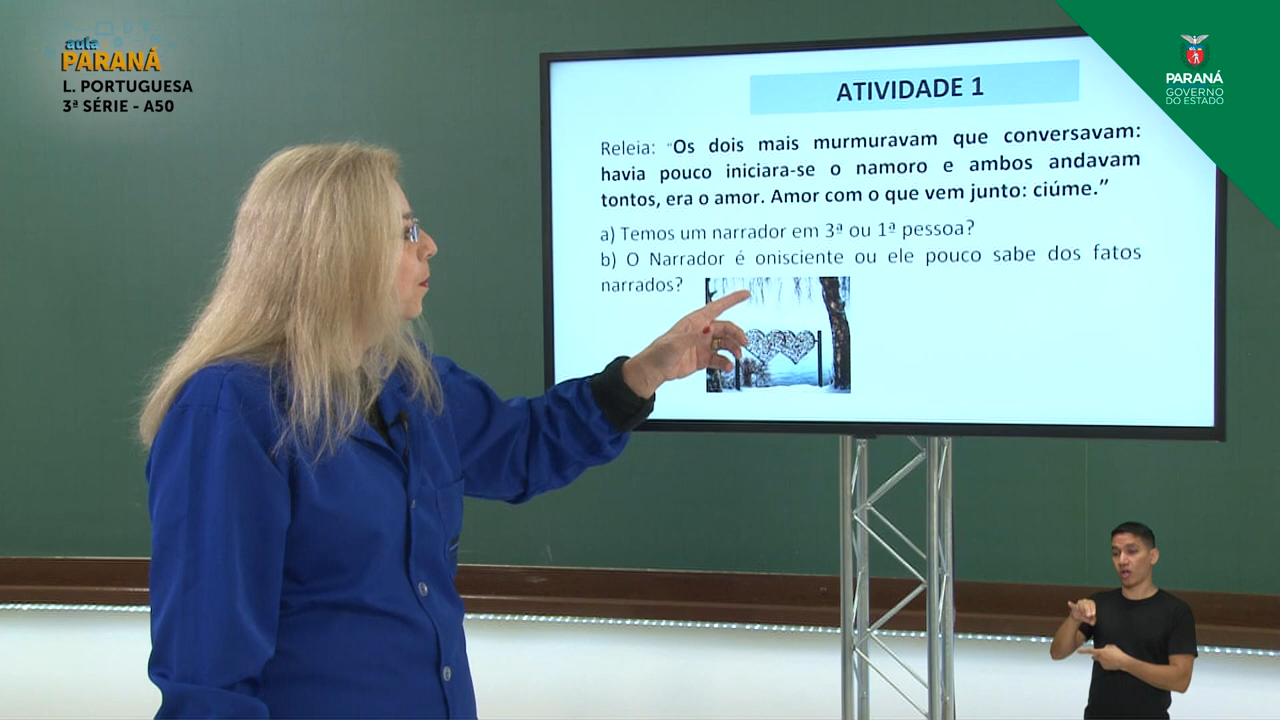 aula
PARANÁ
L. PORTUGUESA
3ª SÉRIE - A50
PARANÁ
GOVERNO
DO ESTADO
ATIVIDADE 1
Releia: "Os dois mais murmuravam que conversavam:
havia pouco iniciara-se o namoro e ambos andavam
tontos, era o amor. Amor com o que vem junto: ciúme."
a) Temos um narrador em 3ª ou 1ª pessoa?
b) O Narrador é onisciente ou ele pouco sabe dos fatos
narrados?